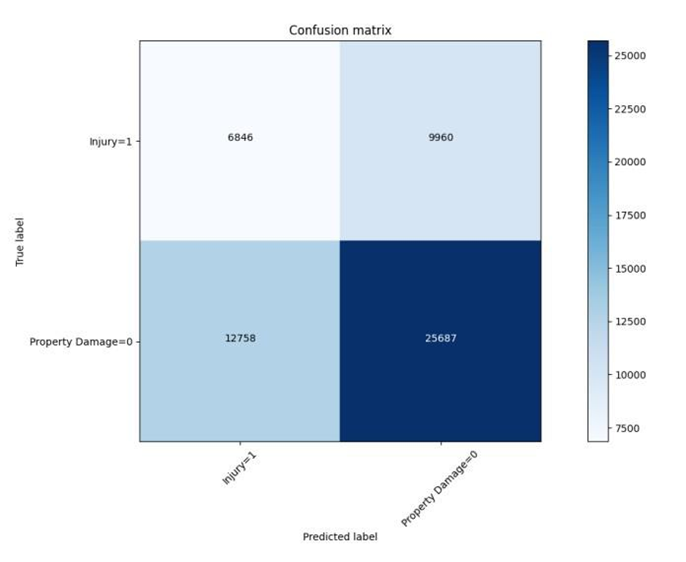 Confusion matrix
True label
Injury=1
Property Damage=0
6846
9960
12758
25687
Injury=1
Property Damage=0
Predicted label
25000
22500
20000
17500
15000
12500
10000
7500